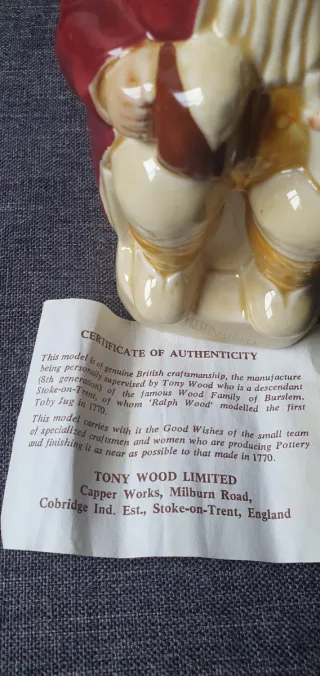 CERTIFICATE OF AUTHENTICITY
This model is of genuine British craftsmanship, the manufacture
being personally supervised by Tony Wood who is a descendant
(8th generation) of the famous Wood Family of Burslem,
Stoke-on-Trent, of whom 'Ralph Wood' modelled the first
Toby Jug in 1770.
This model carries with it the Good Wishes of the small team
of specialised craftsmen and women who are producing Pottery
and finishing it as near as possible to that made in 1770.
TONY WOOD LIMITED
Capper Works, Milburn Road,
Cobridge Ind. Est., Stoke-on-Trent, England